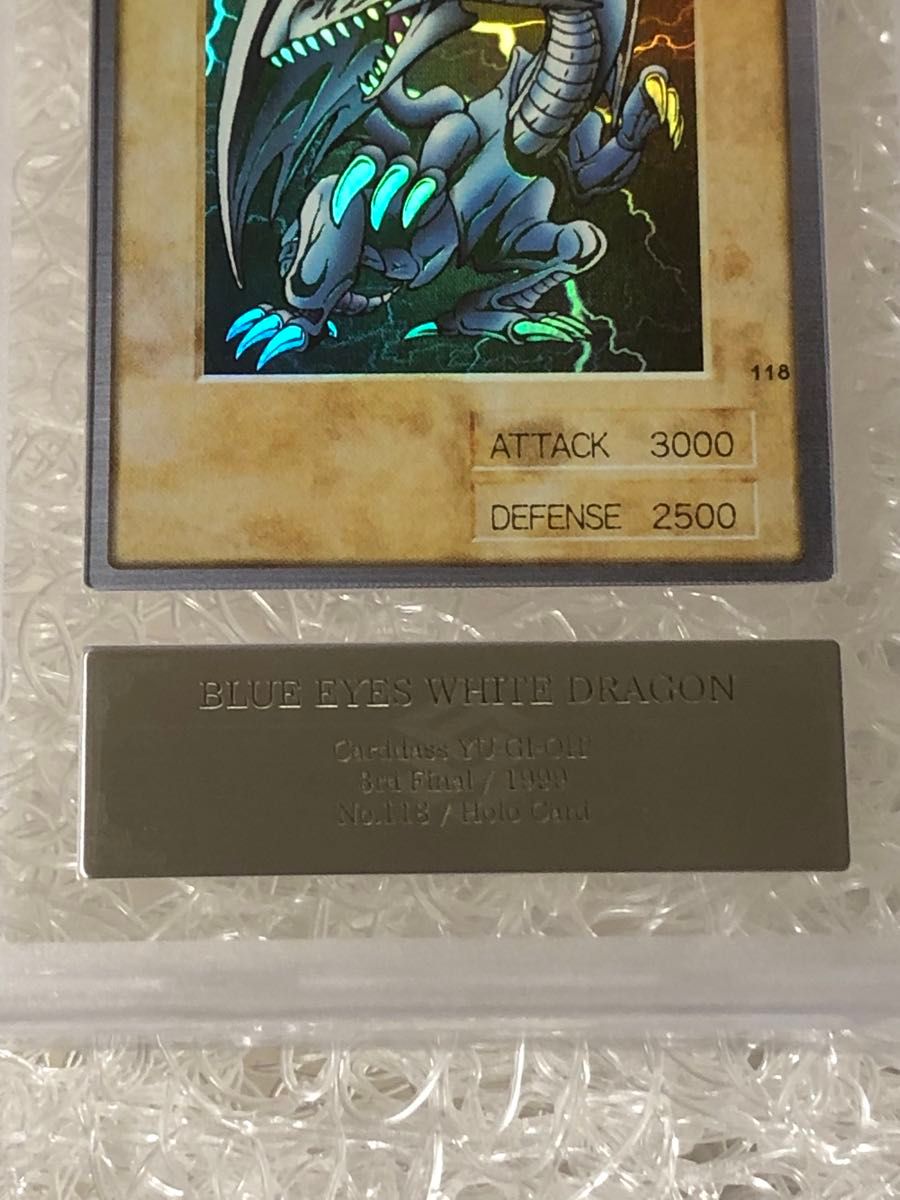 118
ATTACK 3000
DEFENSE 2500
BLUE EYES WHITE DRAGON
Carddass YU-GI-OH!
3rd Final / 1999
No.118 / Holo Card